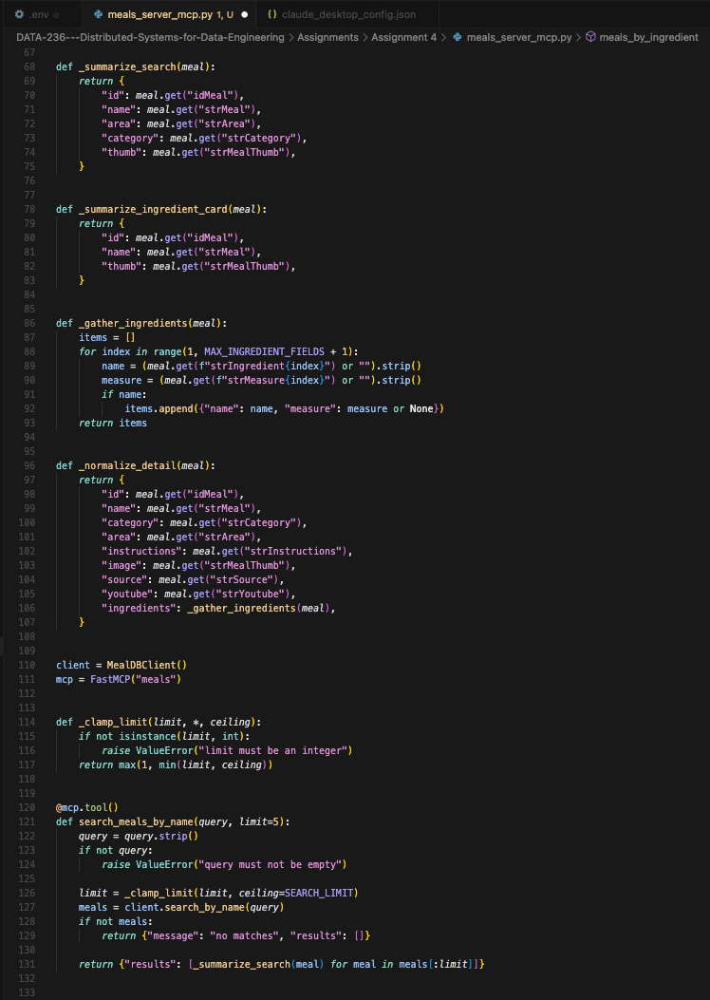 .env
meals_server_mcp.py 1, U
claude_desktop_config.json
DATA-236---Distributed-Systems-for-Data-Engineering > Assignments > Assignment 4 > meals_server_mcp.py > meals_by_ingredient
67
68 def _summarize_search(meal):
69     return {
70         "id": meal.get("idMeal"),
71         "name": meal.get("strMeal"),
72         "area": meal.get("strArea"),
73         "category": meal.get("strCategory"),
74         "thumb": meal.get("strMealThumb"),
75     }
76
77
78 def _summarize_ingredient_card(meal):
79     return {
80         "id": meal.get("idMeal"),
81         "name": meal.get("strMeal"),
82         "thumb": meal.get("strMealThumb"),
83     }
84
85
86 def _gather_ingredients(meal):
87     items = []
88     for index in range(1, MAX_INGREDIENT_FIELDS + 1):
89         name = (meal.get(f"strIngredient{index}") or "").strip()
90         measure = (meal.get(f"strMeasure{index}") or "").strip()
91         if name:
92             items.append({"name": name, "measure": measure or None})
93     return items
94
95
96 def _normalize_detail(meal):
97     return {
98         "id": meal.get("idMeal"),
99         "name": meal.get("strMeal"),
100         "category": meal.get("strCategory"),
101         "area": meal.get("strArea"),
102         "instructions": meal.get("strInstructions"),
103         "image": meal.get("strMealThumb"),
104         "source": meal.get("strSource"),
105         "youtube": meal.get("strYoutube"),
106         "ingredients": _gather_ingredients(meal),
107     }
108
109
110 client = MealDBClient()
111 mcp = FastMCP("meals")
112
113
114 def _clamp_limit(limit, *, ceiling):
115     if not isinstance(limit, int):
116         raise ValueError("limit must be an integer")
117     return max(1, min(limit, ceiling))
118
119
120 @mcp.tool()
121 def search_meals_by_name(query, limit=5):
122     query = query.strip()
123     if not query:
124         raise ValueError("query must not be empty")
125
126     limit = _clamp_limit(limit, ceiling=SEARCH_LIMIT)
127     meals = client.search_by_name(query)
128     if not meals:
129         return {"message": "no matches", "results": []}
130
131     return {"results": [_summarize_search(meal) for meal in meals[:limit]]}
132
133